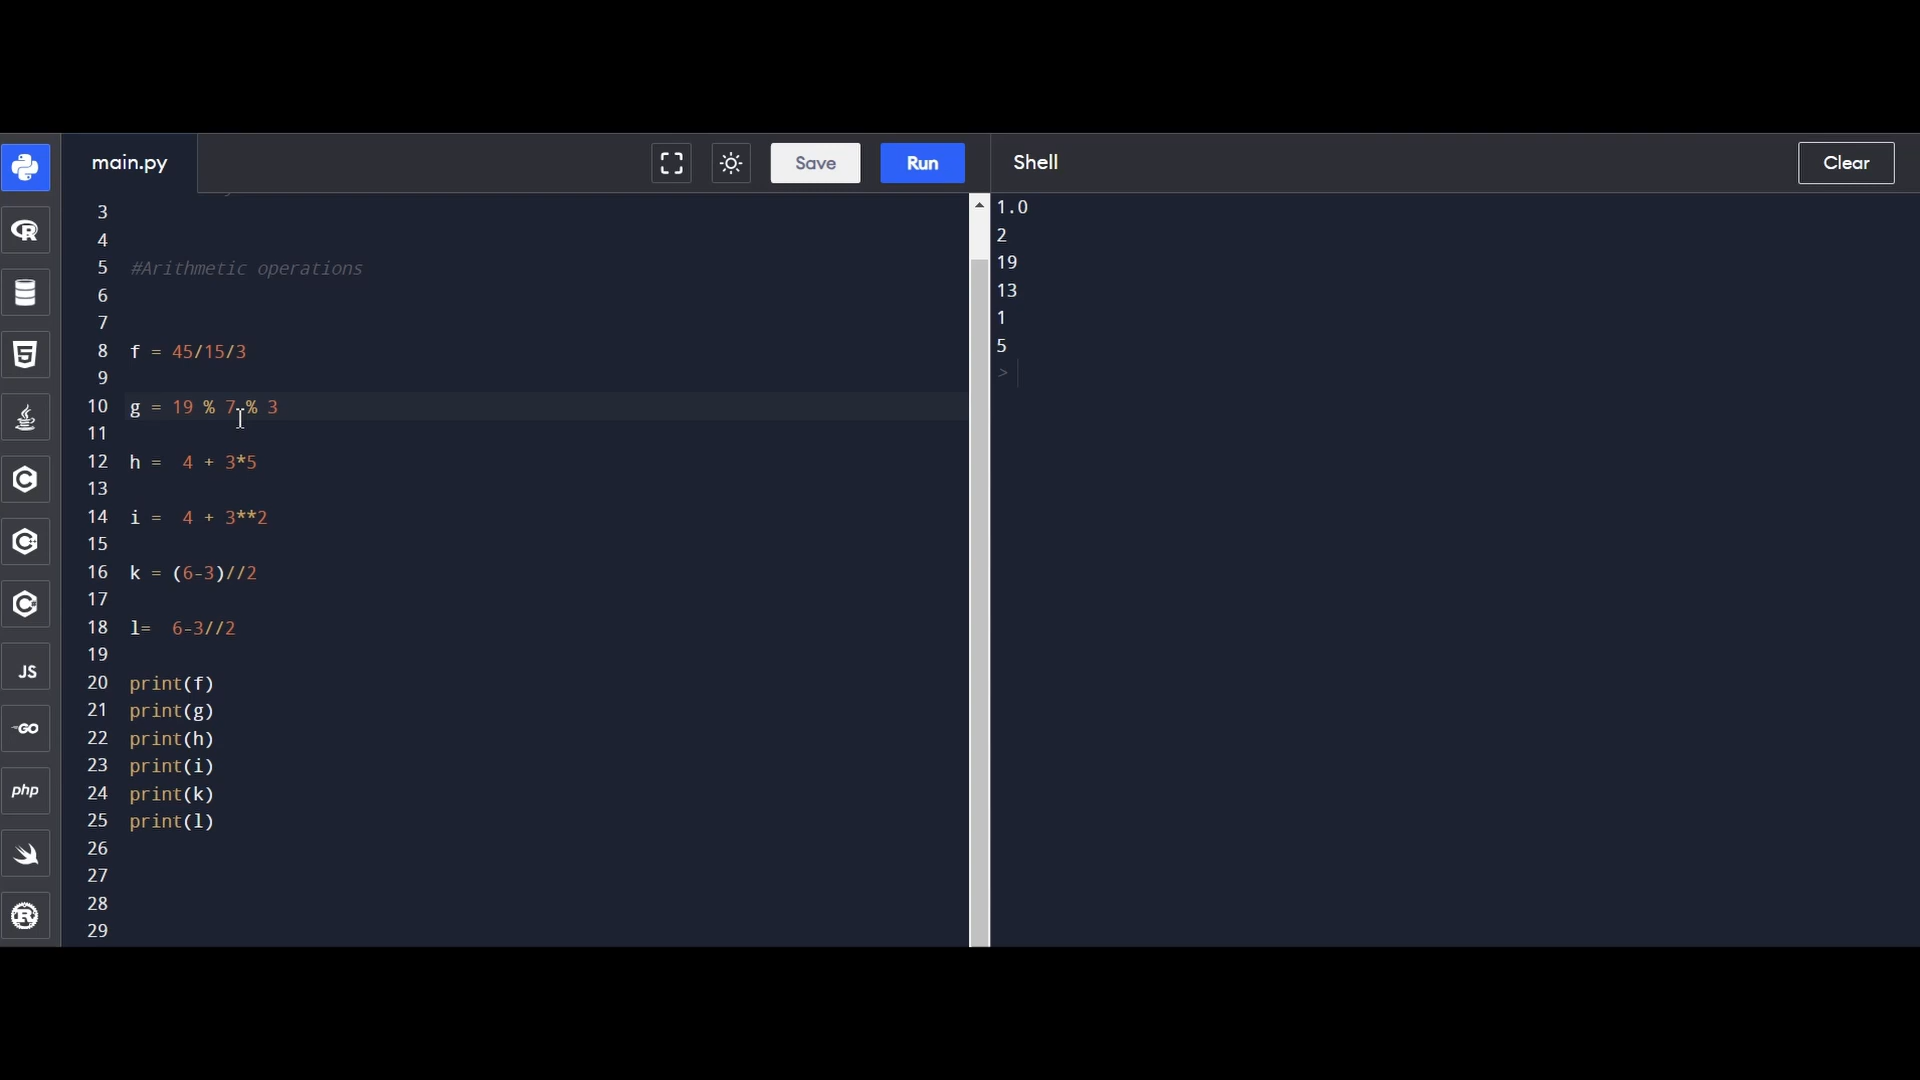 main.py
Save
Run
Shell
Clear
3
4
5 #Arithmetic operations
6
7
8 f = 45/15/3
9
10 g = 19 % 7 % 3
11
12 h =  4 + 3*5
13
14 i =  4 + 3**2
15
16 k = (6-3)//2
17
18 l=  6-3//2
19
20 print(f)
21 print(g)
22 print(h)
23 print(i)
24 print(k)
25 print(l)
26
27
28
29
1.0
2
19
13
1
5
>
R
5
C
C
C
JS
GO
php
R